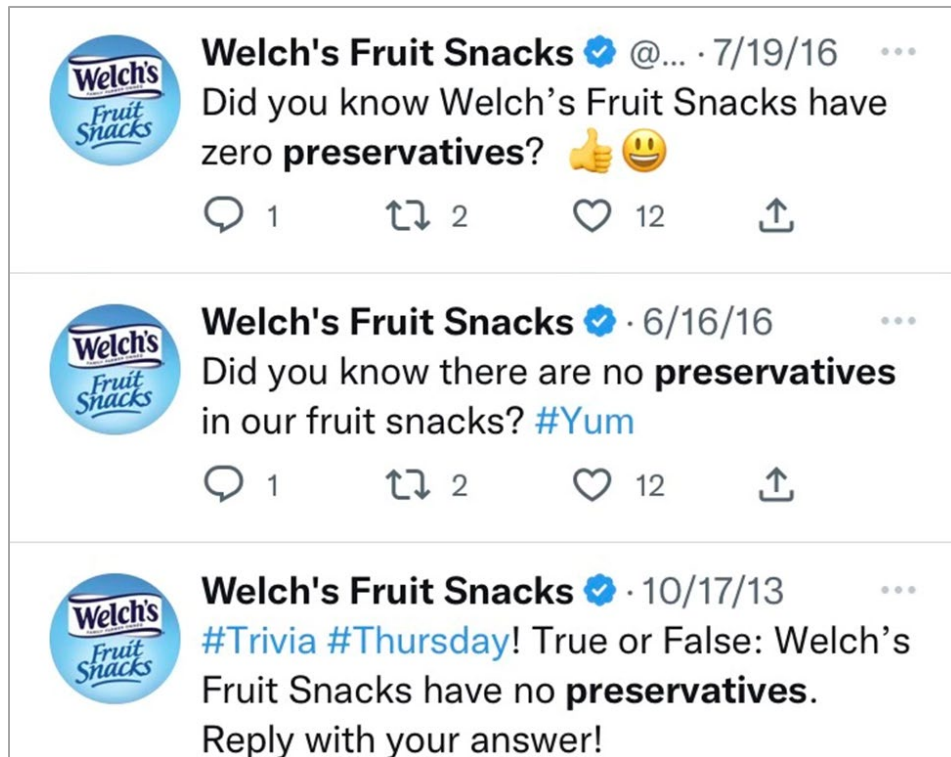 Welch's
Fruit
Snacks
Welch's Fruit Snacks @... · 7/19/16
Did you know Welch’s Fruit Snacks have
zero preservatives? 👍😃
1 2 12
Welch's
Fruit
Snacks
Welch's Fruit Snacks · 6/16/16
Did you know there are no preservatives
in our fruit snacks? #Yum
1 2 12
Welch's
Fruit
Snacks
Welch's Fruit Snacks · 10/17/13
#Trivia #Thursday! True or False: Welch’s
Fruit Snacks have no preservatives.
Reply with your answer!